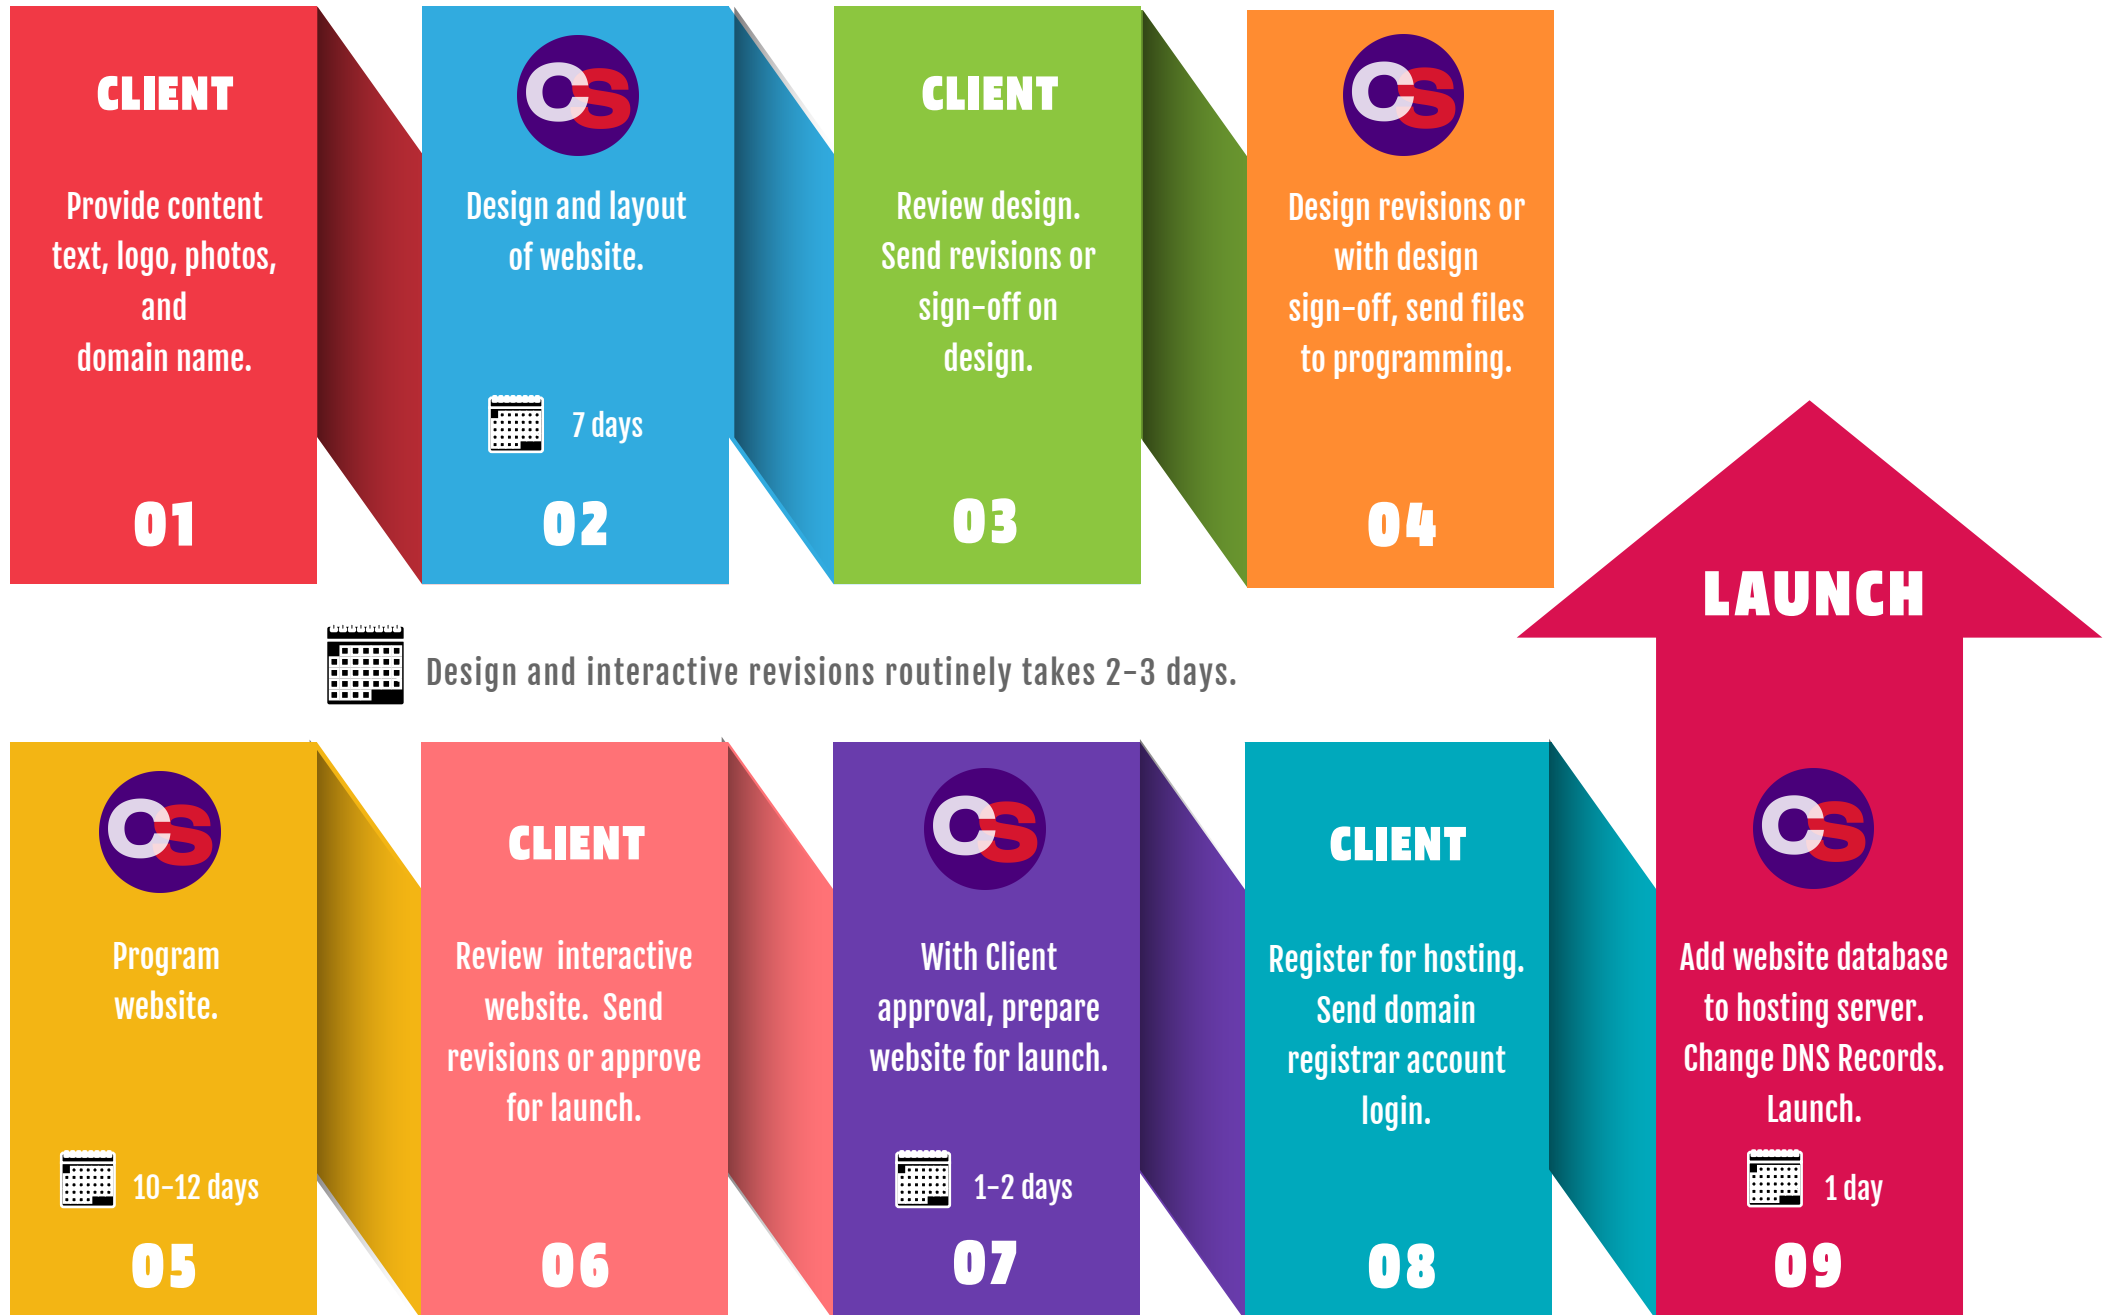 CLIENT
Provide content
text, logo, photos,
and
domain name.
01
CS
Design and layout
of website.
7 days
02
CLIENT
Review design.
Send revisions or
sign-off on
design.
03
CS
Design revisions or
with design
sign-off, send files
to programming.
04
Design and interactive revisions routinely takes 2-3 days.
CS
Program
website.
10-12 days
05
CLIENT
Review interactive
website. Send
revisions or approve
for launch.
06
CS
With Client
approval, prepare
website for launch.
1-2 days
07
CLIENT
Register for hosting.
Send domain
registrar account
login.
08
LAUNCH
CS
Add website database
to hosting server.
Change DNS Records.
Launch.
1 day
09